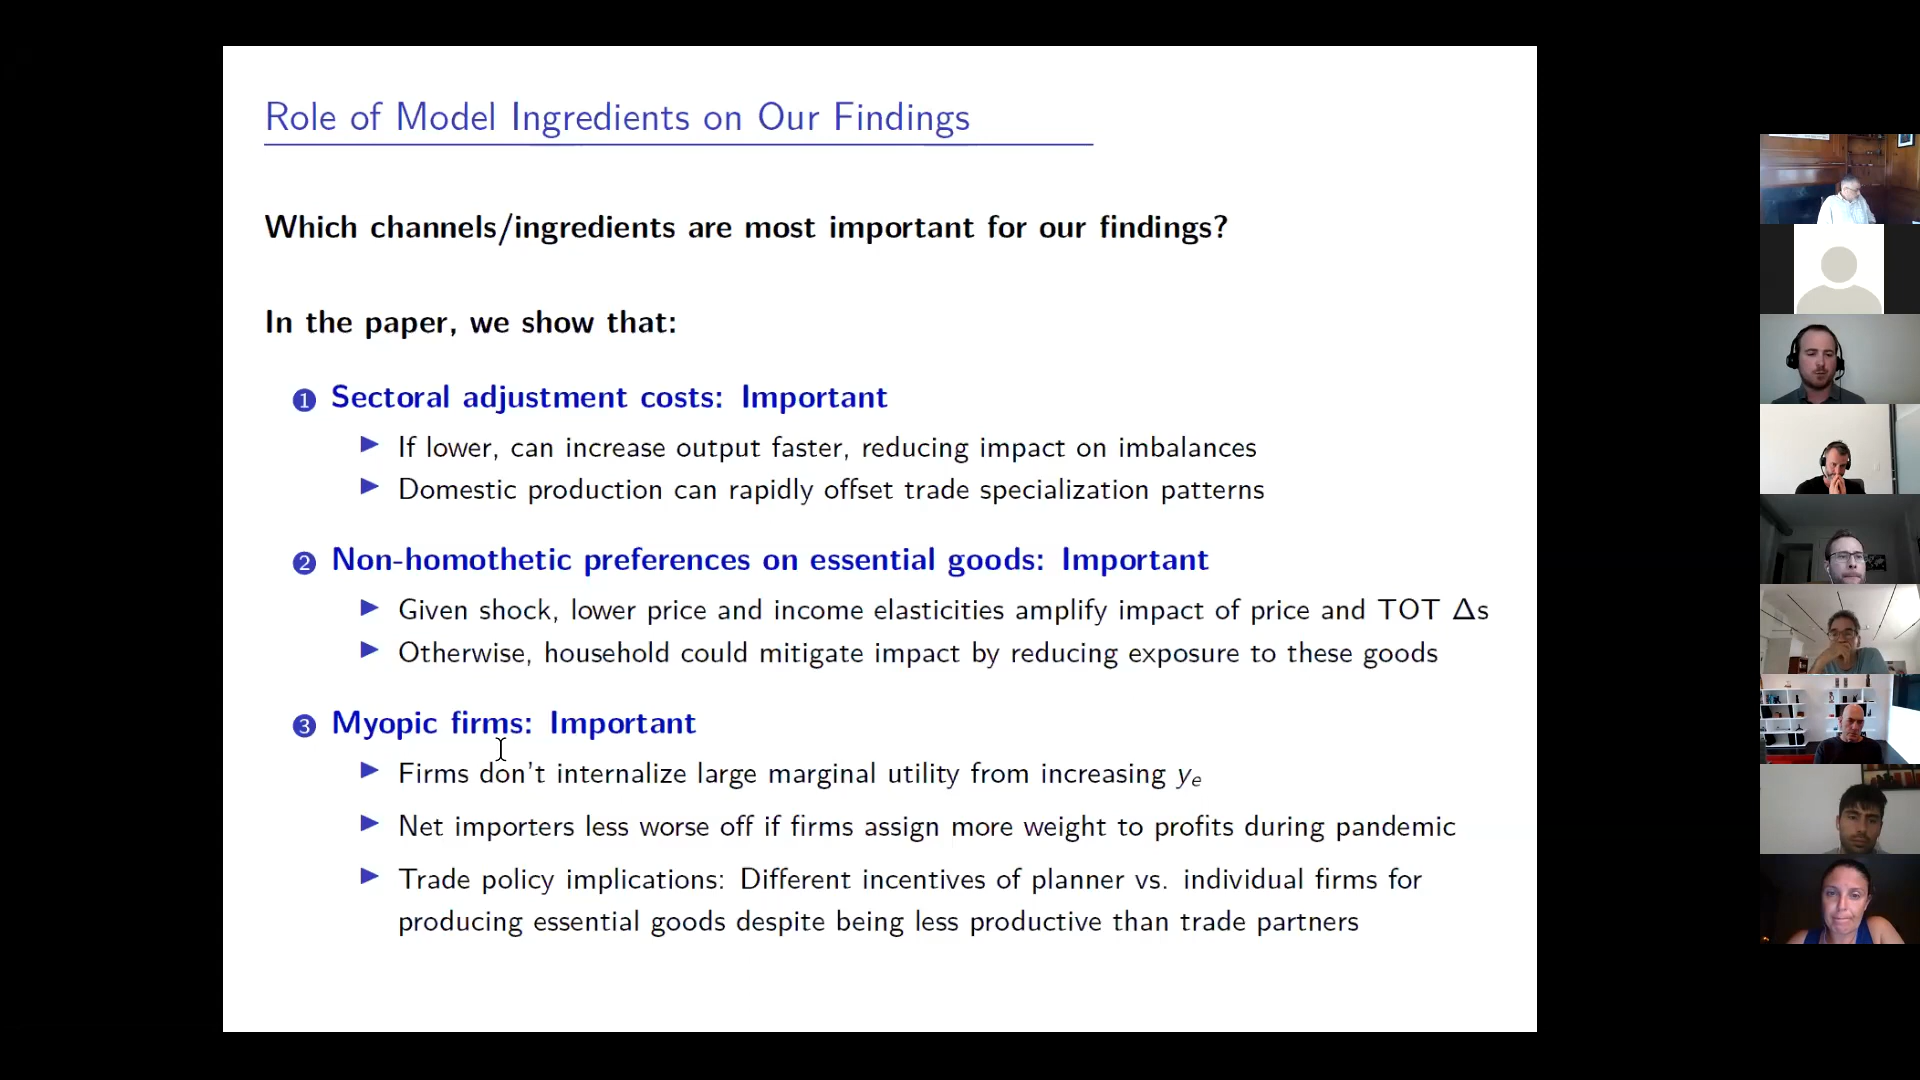 Role of Model Ingredients on Our Findings
Which channels/ingredients are most important for our findings?
In the paper, we show that:
1 Sectoral adjustment costs: Important
▶ If lower, can increase output faster, reducing impact on imbalances
▶ Domestic production can rapidly offset trade specialization patterns
2 Non-homothetic preferences on essential goods: Important
▶ Given shock, lower price and income elasticities amplify impact of price and TOT Δs
▶ Otherwise, household could mitigate impact by reducing exposure to these goods
3 Myopic firms: Important
▶ Firms don't internalize large marginal utility from increasing yₑ
▶ Net importers less worse off if firms assign more weight to profits during pandemic
▶ Trade policy implications: Different incentives of planner vs. individual firms for
producing essential goods despite being less productive than trade partners